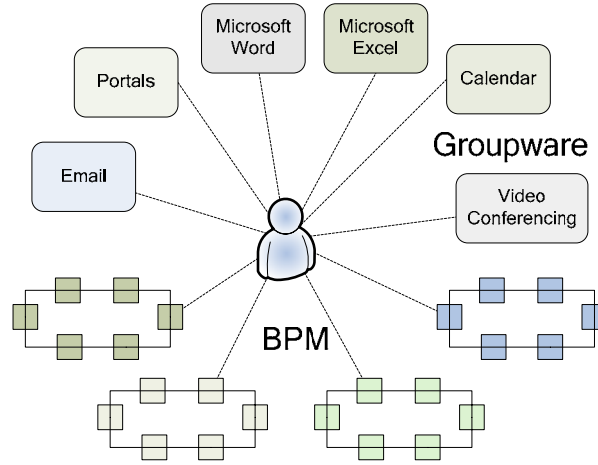 Microsoft
Word
Microsoft
Excel
Portals
Calendar
Groupware
Email
Video
Conferencing
BPM